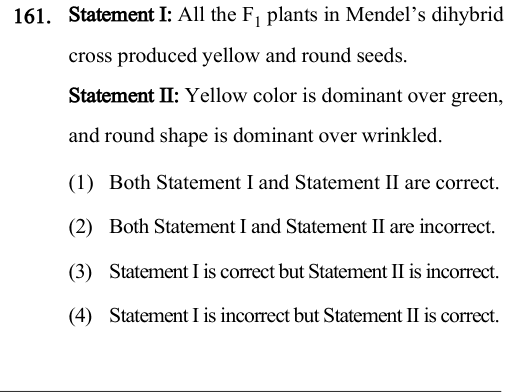 161. Statement I: All the F₁ plants in Mendel's dihybrid
cross produced yellow and round seeds.
Statement II: Yellow color is dominant over green,
and round shape is dominant over wrinkled.
(1) Both Statement I and Statement II are correct.
(2) Both Statement I and Statement II are incorrect.
(3) Statement I is correct but Statement II is incorrect.
(4) Statement I is incorrect but Statement II is correct.